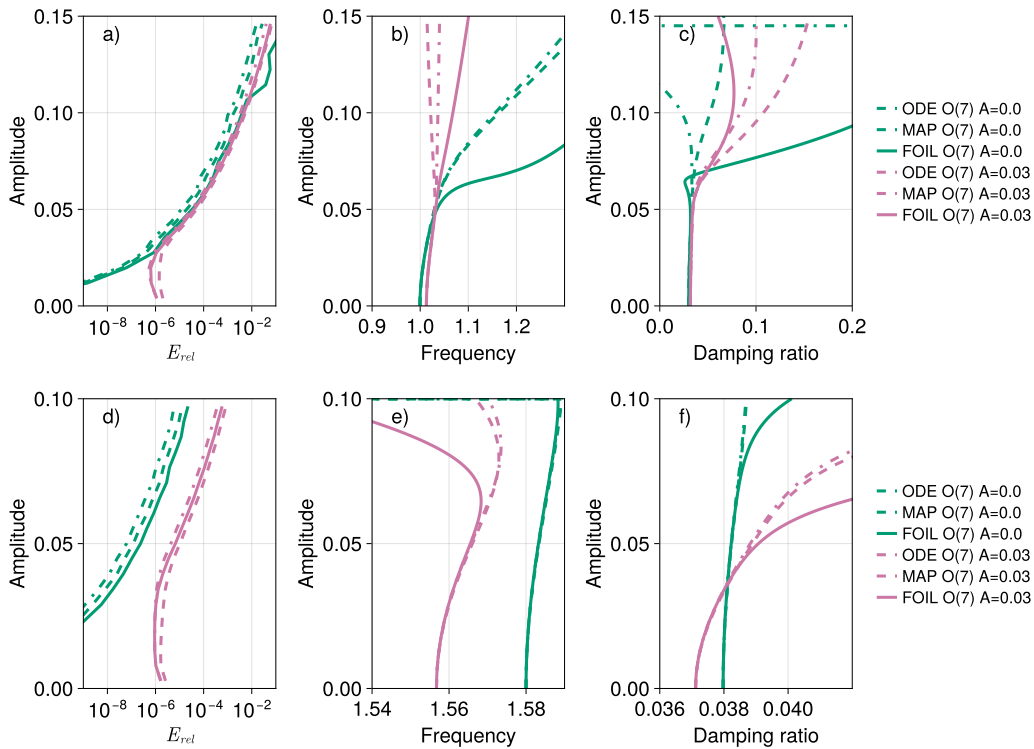 0.15
0.10
0.05
0.00
Amplitude
a)
10⁻⁸ 10⁻⁶ 10⁻⁴ 10⁻²
E_rel
0.15
0.10
0.05
0.00
Amplitude
b)
0.9 1.0 1.1 1.2
Frequency
0.15
0.10
0.05
0.00
Amplitude
c)
0.0 0.1 0.2
Damping ratio
ODE O(7) A=0.0
MAP O(7) A=0.0
FOIL O(7) A=0.0
ODE O(7) A=0.03
MAP O(7) A=0.03
FOIL O(7) A=0.03
0.10
0.05
0.00
Amplitude
d)
10⁻⁸ 10⁻⁶ 10⁻⁴ 10⁻²
E_rel
0.10
0.05
0.00
Amplitude
e)
1.54 1.56 1.58
Frequency
0.10
0.05
0.00
Amplitude
f)
0.036 0.038 0.040
Damping ratio
ODE O(7) A=0.0
MAP O(7) A=0.0
FOIL O(7) A=0.0
ODE O(7) A=0.03
MAP O(7) A=0.03
FOIL O(7) A=0.03